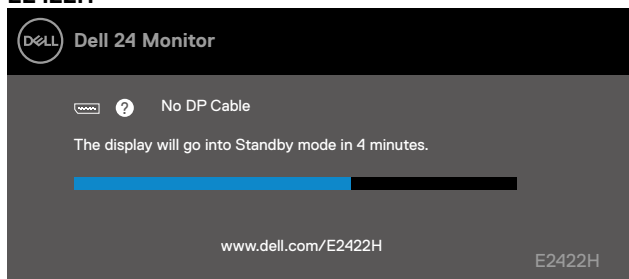 E2422H
DELL Dell 24 Monitor
? No DP Cable
The display will go into Standby mode in 4 minutes.
www.dell.com/E2422H
E2422H